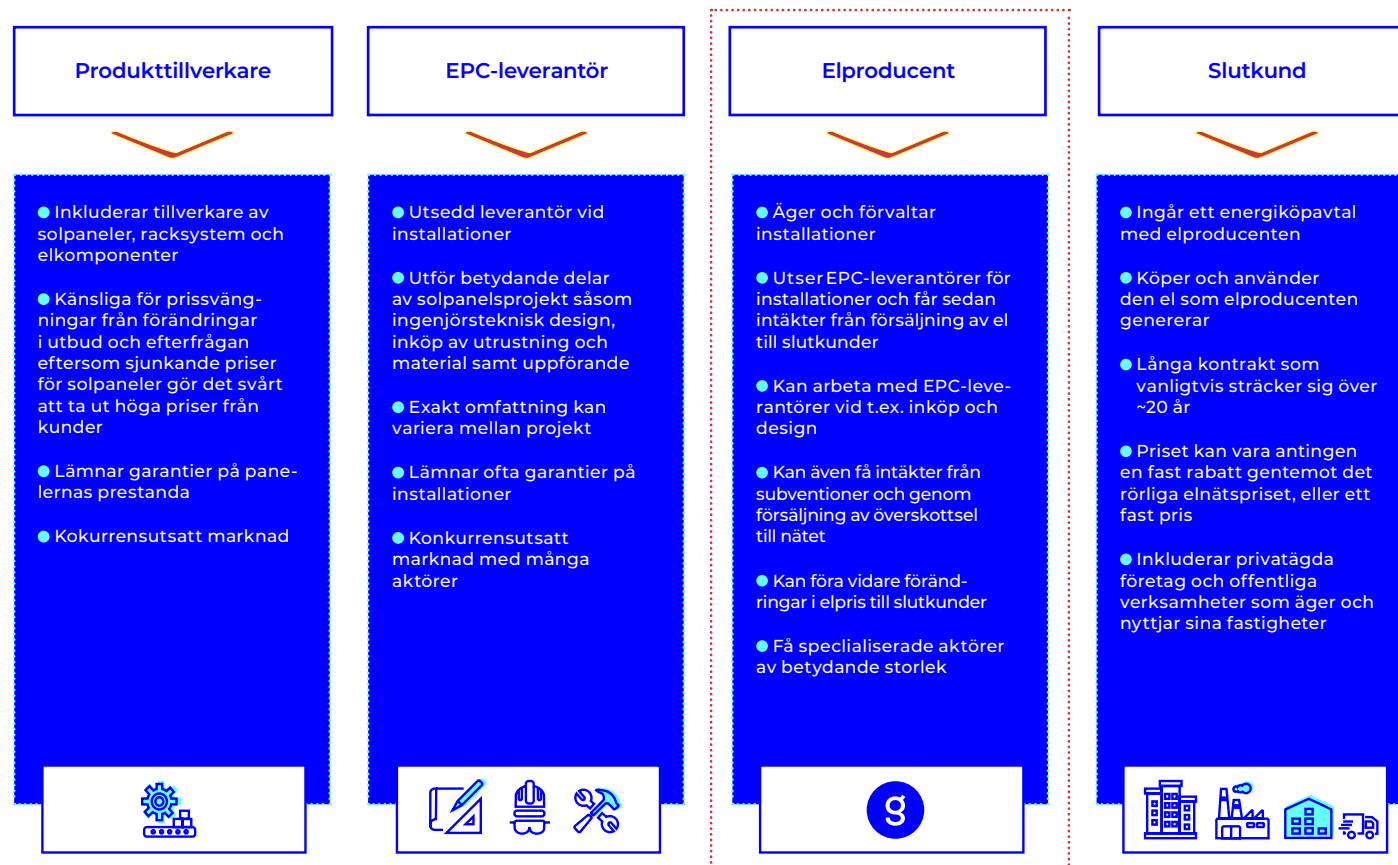 Produkttillverkare
● Inkluderar tillverkare av
solpaneler, racksystem och
elkomponenter
● Känsliga för prissväng-
ningar från förändringar
i utbud och efterfrågan
eftersom sjunkande priser
för solpaneler gör det svårt
att ta ut höga priser från
kunder
● Lämnar garantier på pane-
lernas prestanda
● Kokurrensutsatt marknad
EPC-leverantör
● Utsedd leverantör vid
installationer
● Utför betydande delar
av solpanelsprojekt såsom
ingenjörsteknisk design,
inköp av utrustning och
material samt uppförande
● Exakt omfattning kan
variera mellan projekt
● Lämnar ofta garantier på
installationer
● Konkurrensutsatt
marknad med många
aktörer
Elproducent
● Äger och förvaltar
installationer
● Utser EPC-leverantörer för
installationer och får sedan
intäkter från försäljning av el
till slutkunder
● Kan arbeta med EPC-leve-
rantörer vid t.ex. inköp och
design
● Kan även få intäkter från
subventioner och genom
försäljning av överskottsel
till nätet
● Kan föra vidare föränd-
ringar i elpris till slutkunder
● Få speclialiserade aktörer
av betydande storlek
g
Slutkund
● Ingår ett energiköpavtal
med elproducenten
● Köper och använder
den el som elproducenten
genererar
● Långa kontrakt som
vanligtvis sträcker sig över
~20 år
● Priset kan vara antingen
en fast rabatt gentemot det
rörliga elnätspriset, eller ett
fast pris
● Inkluderar privatägda
företag och offentliga
verksamheter som äger och
nyttjar sina fastigheter